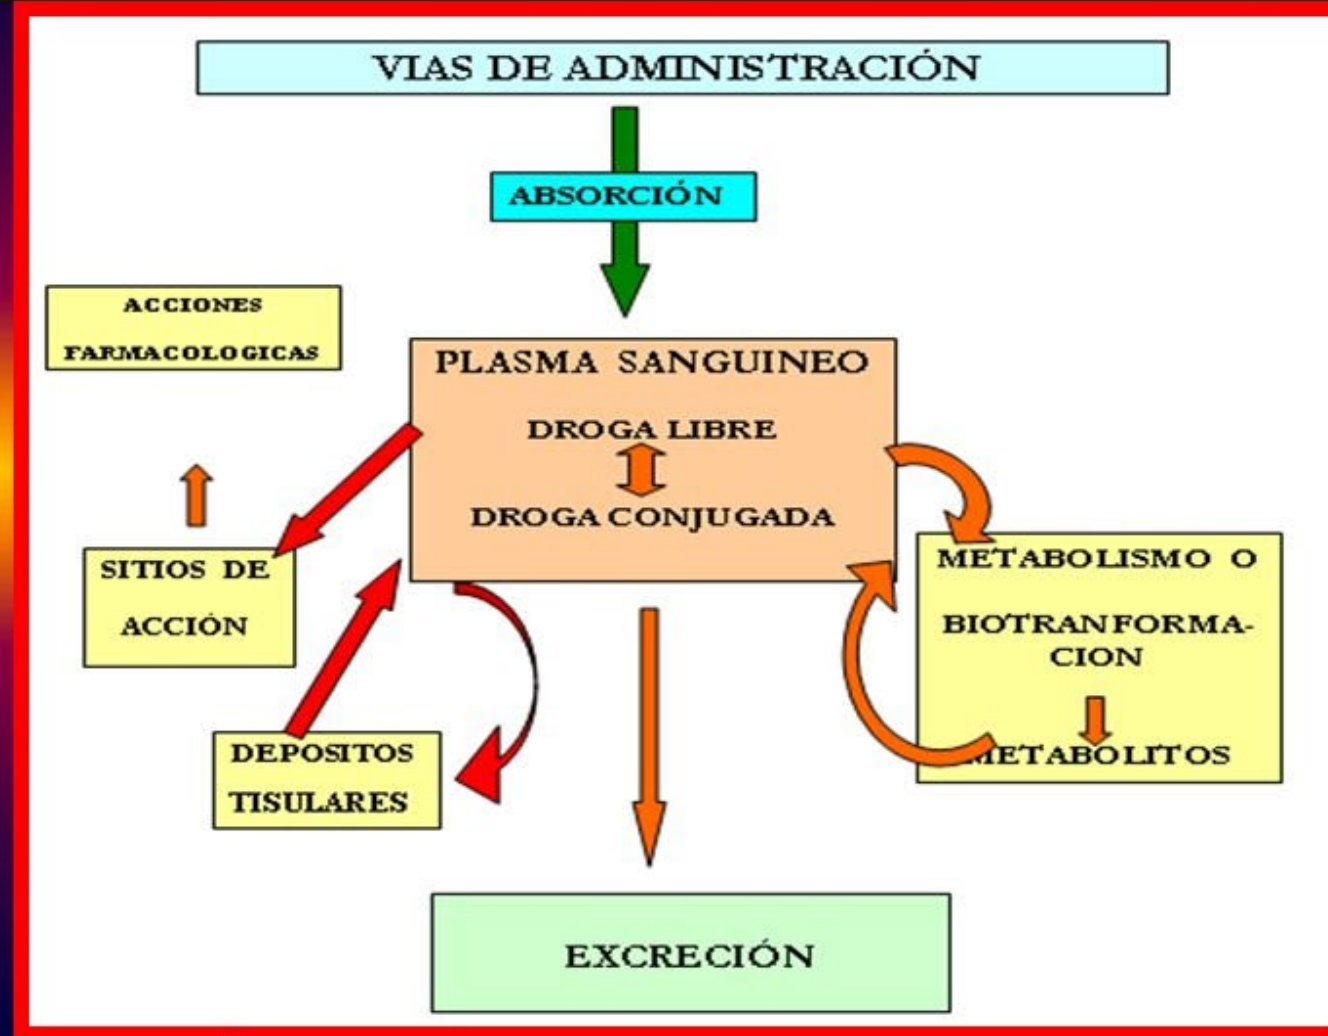 VIAS DE ADMINISTRACIÓN
ABSORCIÓN
ACCIONES
FARMACOLOGICAS
PLASMA SANGUINEO
DROGA LIBRE
DROGA CONJUGADA
SITIOS DE
ACCIÓN
METABOLISMO O
BIOTRANFORMA-
CION
METABOLITOS
DEPOSITOS
TISULARES
EXCRECIÓN